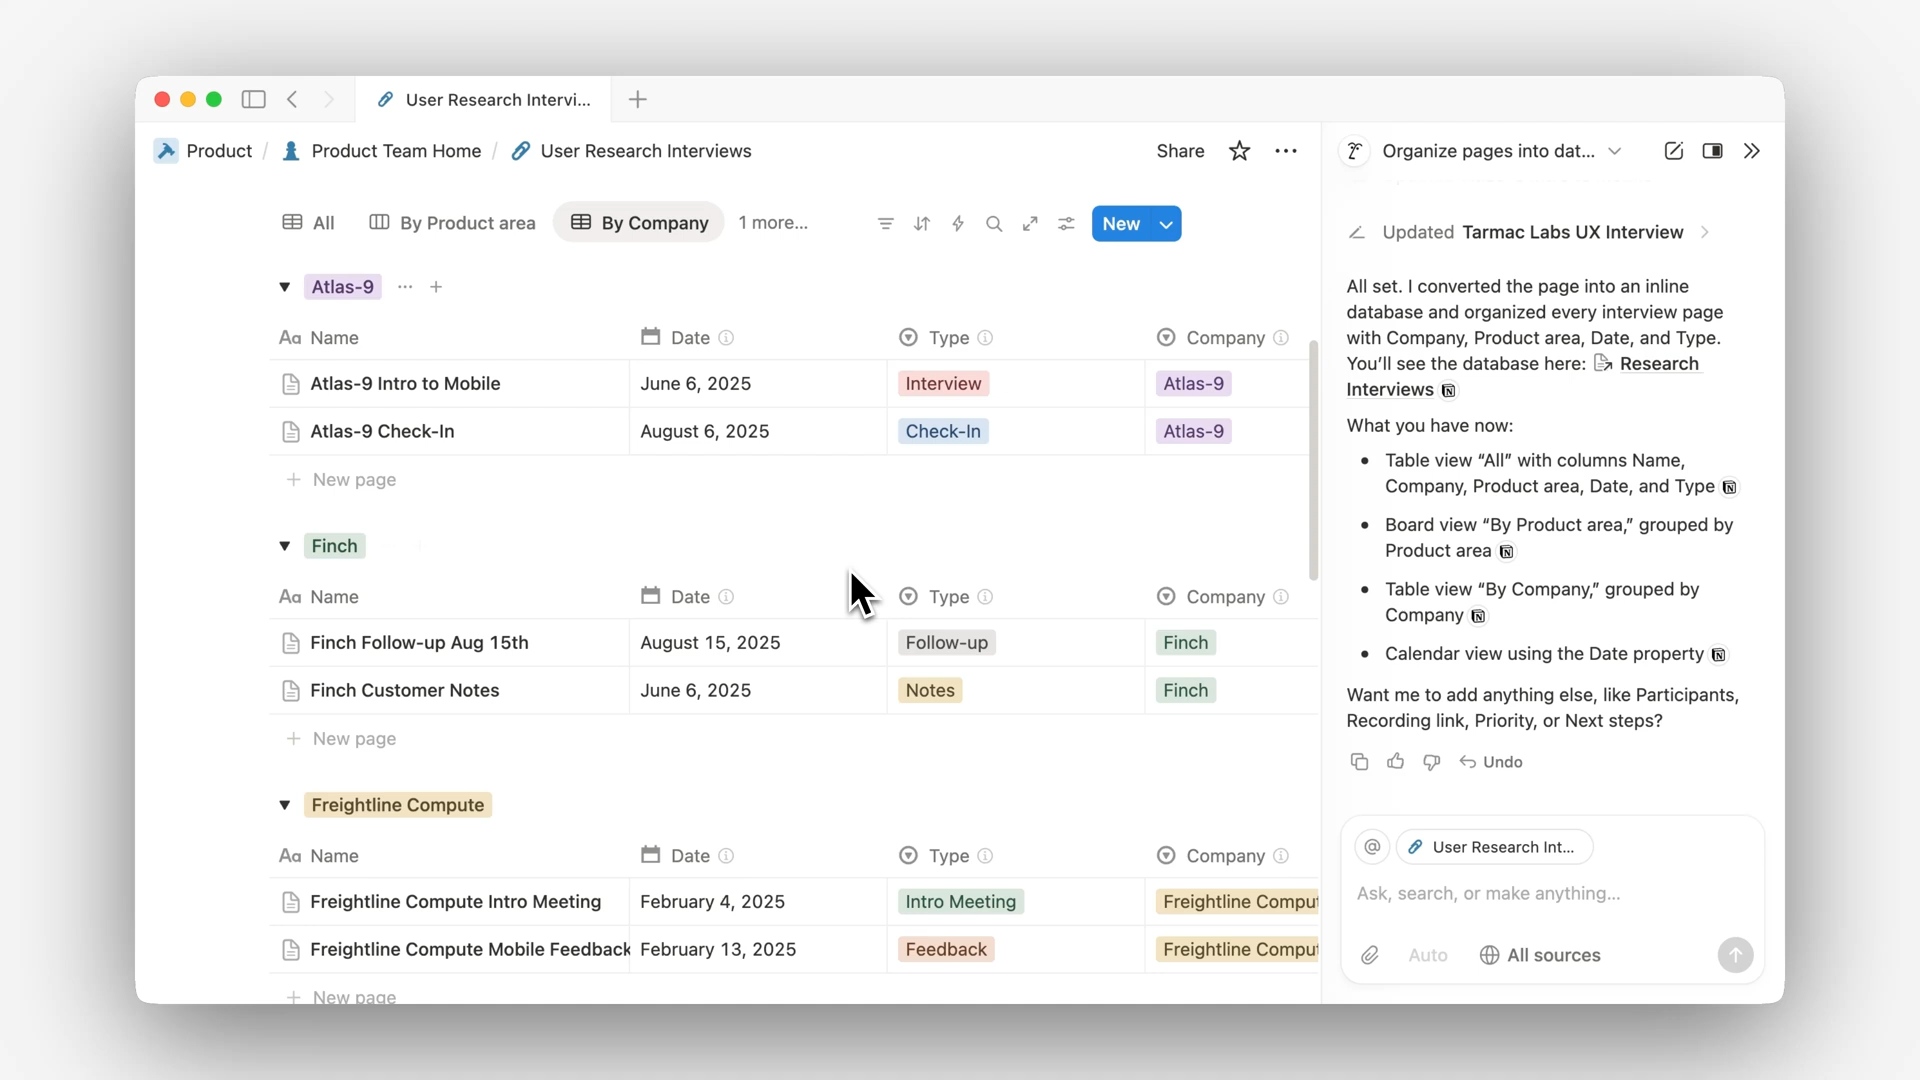 User Research Intervi...
Product / Product Team Home / User Research Interviews
Share
All By Product area By Company 1 more...
New
Atlas-9
Aa Name Date Type Company
Atlas-9 Intro to Mobile June 6, 2025 Interview Atlas-9
Atlas-9 Check-In August 6, 2025 Check-In Atlas-9
New page
Finch
Aa Name Date Type Company
Finch Follow-up Aug 15th August 15, 2025 Follow-up Finch
Finch Customer Notes June 6, 2025 Notes Finch
New page
Freightline Compute
Aa Name Date Type Company
Freightline Compute Intro Meeting February 4, 2025 Intro Meeting Freightline Comput
Freightline Compute Mobile Feedback February 13, 2025 Feedback Freightline Comput
New page
Organize pages into dat...
Updated Tarmac Labs UX Interview
All set. I converted the page into an inline
database and organized every interview page
with Company, Product area, Date, and Type.
You’ll see the database here: Research
Interviews
What you have now:
• Table view “All” with columns Name,
Company, Product area, Date, and Type
• Board view “By Product area,” grouped by
Product area
• Table view “By Company,” grouped by
Company
• Calendar view using the Date property
Want me to add anything else, like Participants,
Recording link, Priority, or Next steps?
Undo
@ User Research Int...
Ask, search, or make anything...
Auto All sources